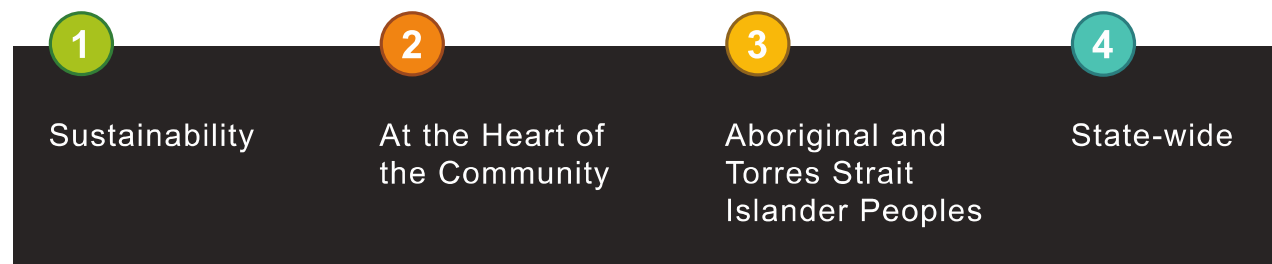 1
Sustainability
2
At the Heart of
the Community
3
Aboriginal and
Torres Strait
Islander Peoples
4
State-wide